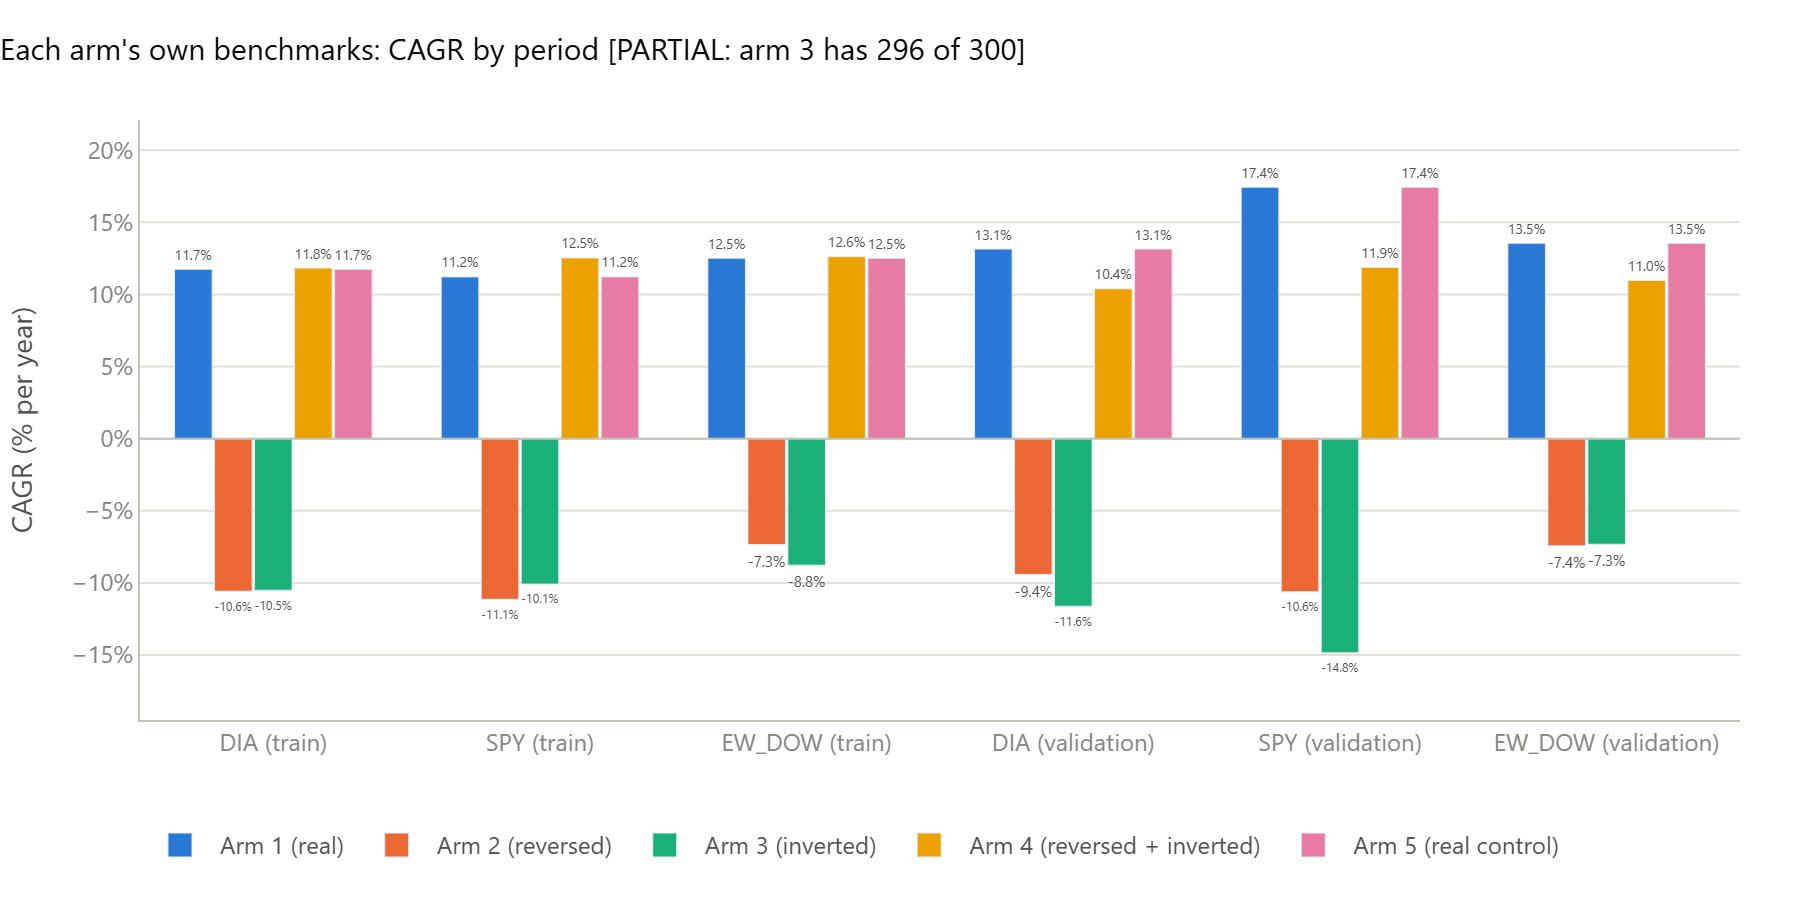 Each arm's own benchmarks: CAGR by period [PARTIAL: arm 3 has 296 of 300]
CAGR (% per year)
20%
15%
10%
5%
0%
−5%
−10%
−15%
11.7%
-10.6%
-10.5%
11.8%
11.7%
11.2%
-11.1%
-10.1%
12.5%
11.2%
12.5%
-7.3%
-8.8%
12.6%
12.5%
13.1%
-9.4%
-11.6%
10.4%
13.1%
17.4%
-10.6%
-14.8%
11.9%
17.4%
13.5%
-7.4%
-7.3%
11.0%
13.5%
DIA (train)
SPY (train)
EW_DOW (train)
DIA (validation)
SPY (validation)
EW_DOW (validation)
Arm 1 (real)
Arm 2 (reversed)
Arm 3 (inverted)
Arm 4 (reversed + inverted)
Arm 5 (real control)